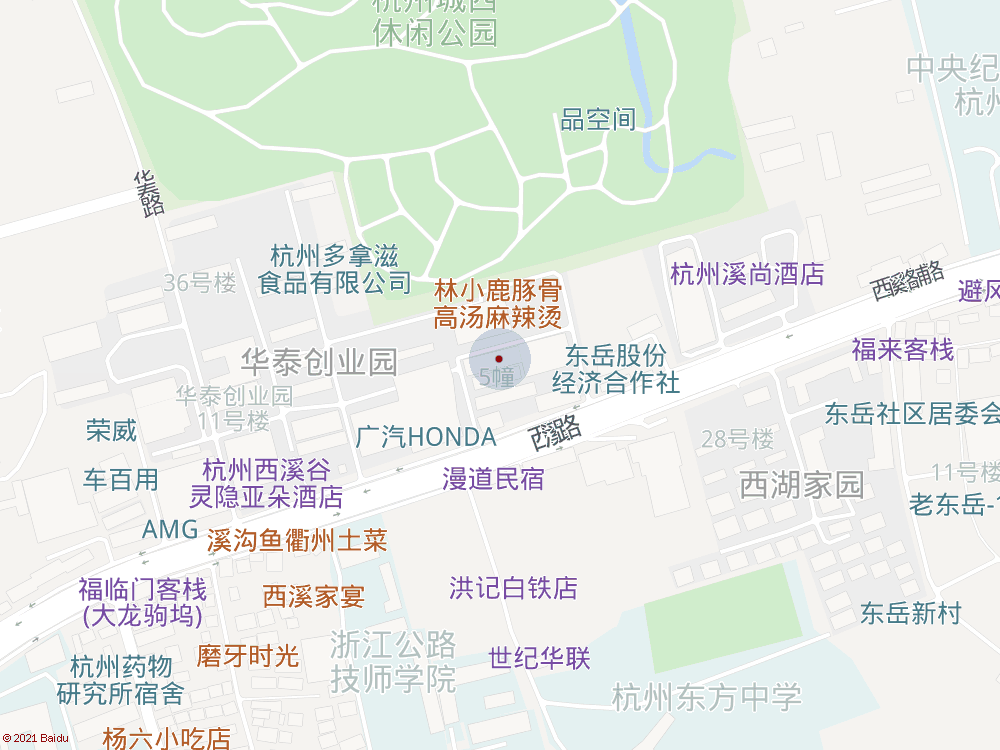 杭州城西
休闲公园
中央纪
杭州
品空间
华泰路
杭州多拿滋
食品有限公司
36号楼
林小鹿豚骨
高汤麻辣烫
杭州溪尚酒店
西溪路辅路
避风
福来客栈
华泰创业园
5幢
东岳股份
经济合作社
华泰创业园
11号楼
荣威
广汽HONDA
西溪路
28号楼
东岳社区居委会
车百用
杭州西溪谷
灵隐亚朵酒店
漫道民宿
西湖家园
11号楼
老东岳-1
AMG
溪沟鱼衢州土菜
福临门客栈
(大龙驹坞)
西溪家宴
洪记白铁店
东岳新村
浙江公路
技师学院
磨牙时光
世纪华联
杭州药物
研究所宿舍
杭州东方中学
杨六小吃店
© 2021 Baidu